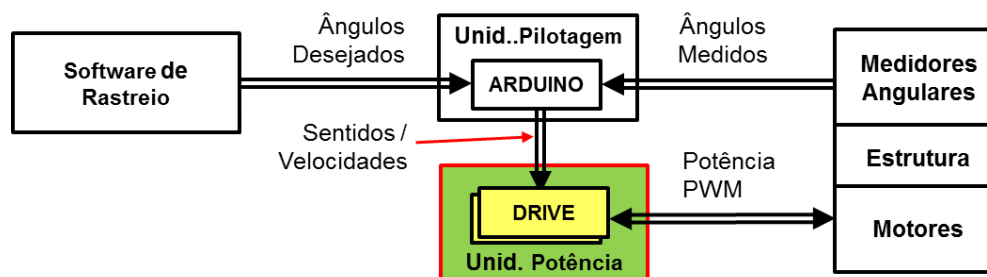 Software de
Rastreio
Ângulos
Desejados
Unid..Pilotagem
ARDUINO
Ângulos
Medidos
Medidores
Angulares
Estrutura
Motores
Sentidos /
Velocidades
Potência
PWM
DRIVE
Unid. Potência